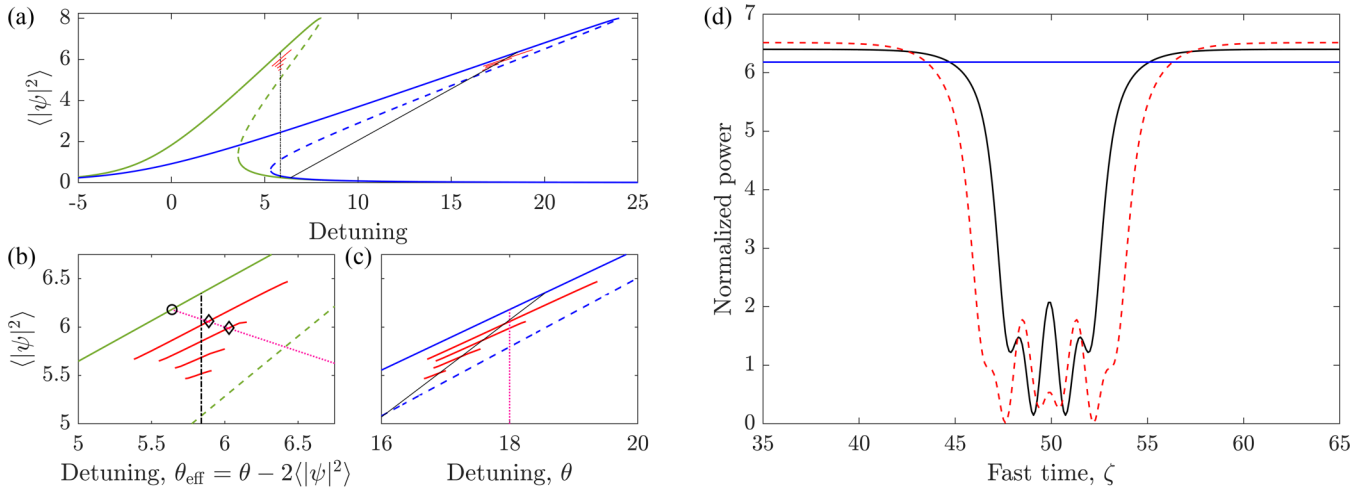 (a)
⟨|ψ|²⟩
8
6
4
2
0
-5 0 5 10 15 20 25
Detuning
(b)
⟨|ψ|²⟩
6.5
6
5.5
5
5 5.5 6 6.5
Detuning, θ_eff = θ − 2⟨|ψ|²⟩
(c)
16 18 20
Detuning, θ
(d)
Normalized power
7
6
5
4
3
2
1
0
35 40 45 50 55 60 65
Fast time, ζ